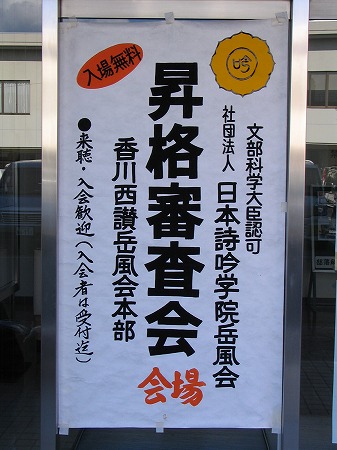 吟
文部科学大臣認可
社団法人 日本詩吟学院岳風会
入場無料
昇格審査会
会場
香川西讃岳風会本部
●来聴・入会歓迎(入会者は受付迄)